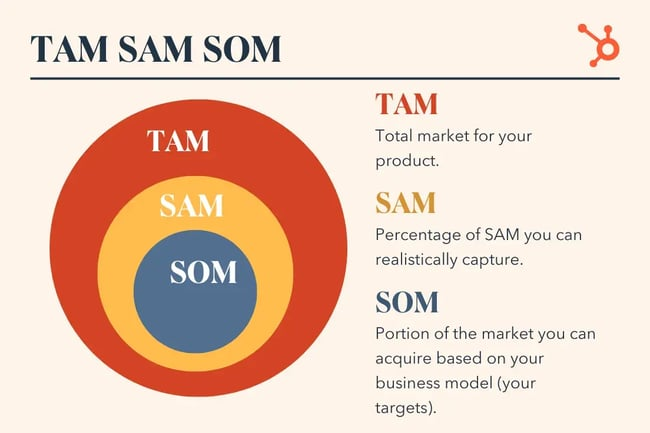 TAM SAM SOM
TAM
SAM
SOM
TAM
Total market for your
product.
SAM
Percentage of SAM you can
realistically capture.
SOM
Portion of the market you can
acquire based on your
business model (your
targets).